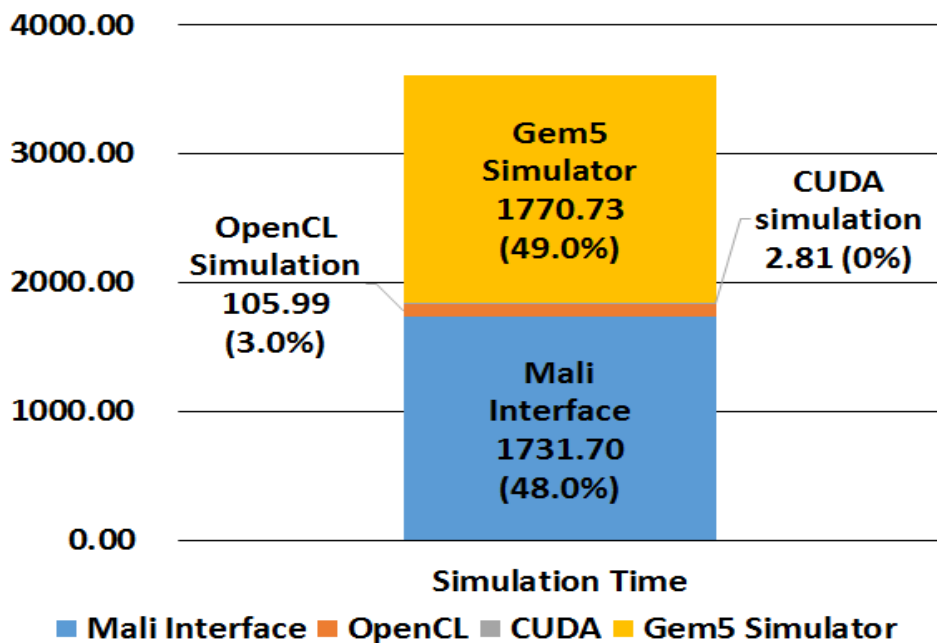 4000.00
3000.00
2000.00
1000.00
0.00
Gem5
Simulator
1770.73
(49.0%)
CUDA
simulation
2.81 (0%)
OpenCL
Simulation
105.99
(3.0%)
Mali
Interface
1731.70
(48.0%)
Simulation Time
Mali Interface OpenCL CUDA Gem5 Simulator